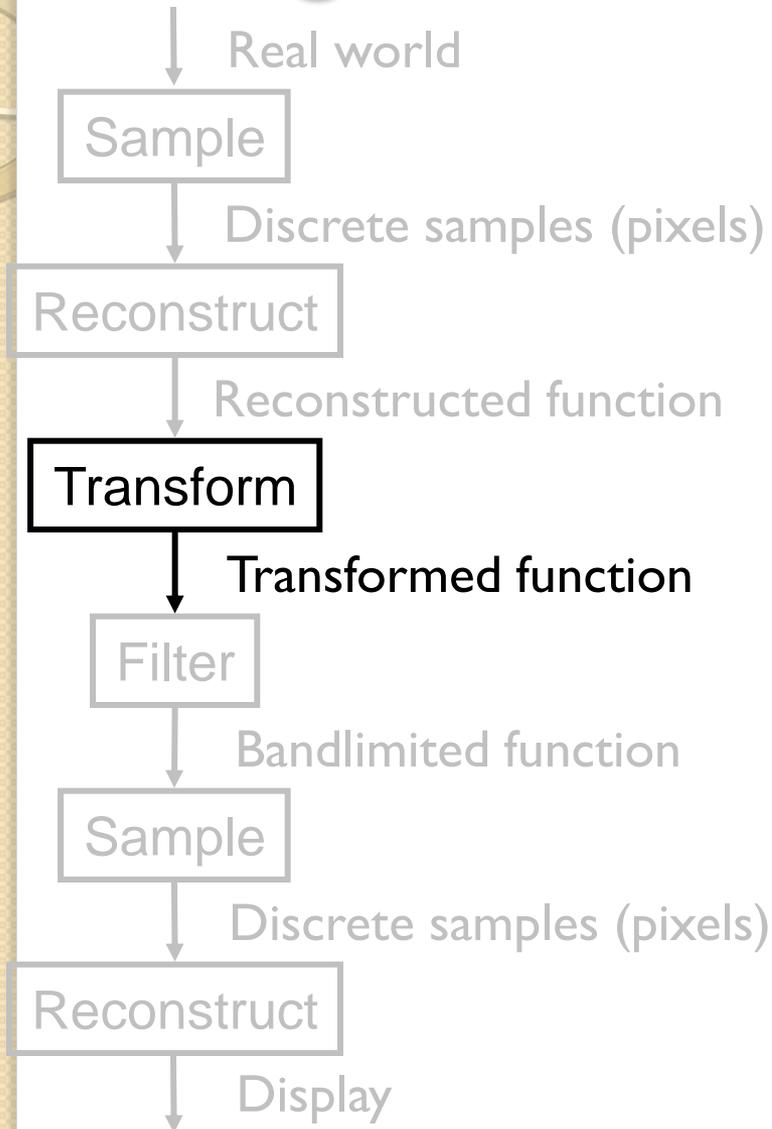 Real world
Sample
Discrete samples (pixels)
Reconstruct
Reconstructed function
Transform
Transformed function
Filter
Bandlimited function
Sample
Discrete samples (pixels)
Reconstruct
Display